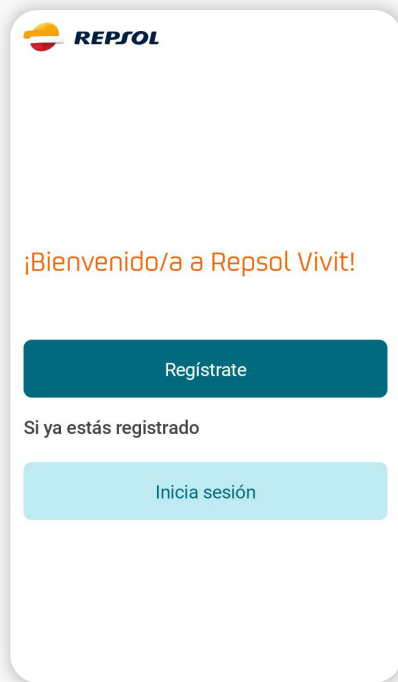 REPSOL
¡Bienvenido/a a Repsol Vivit!
Regístrate
Si ya estás registrado
Inicia sesión